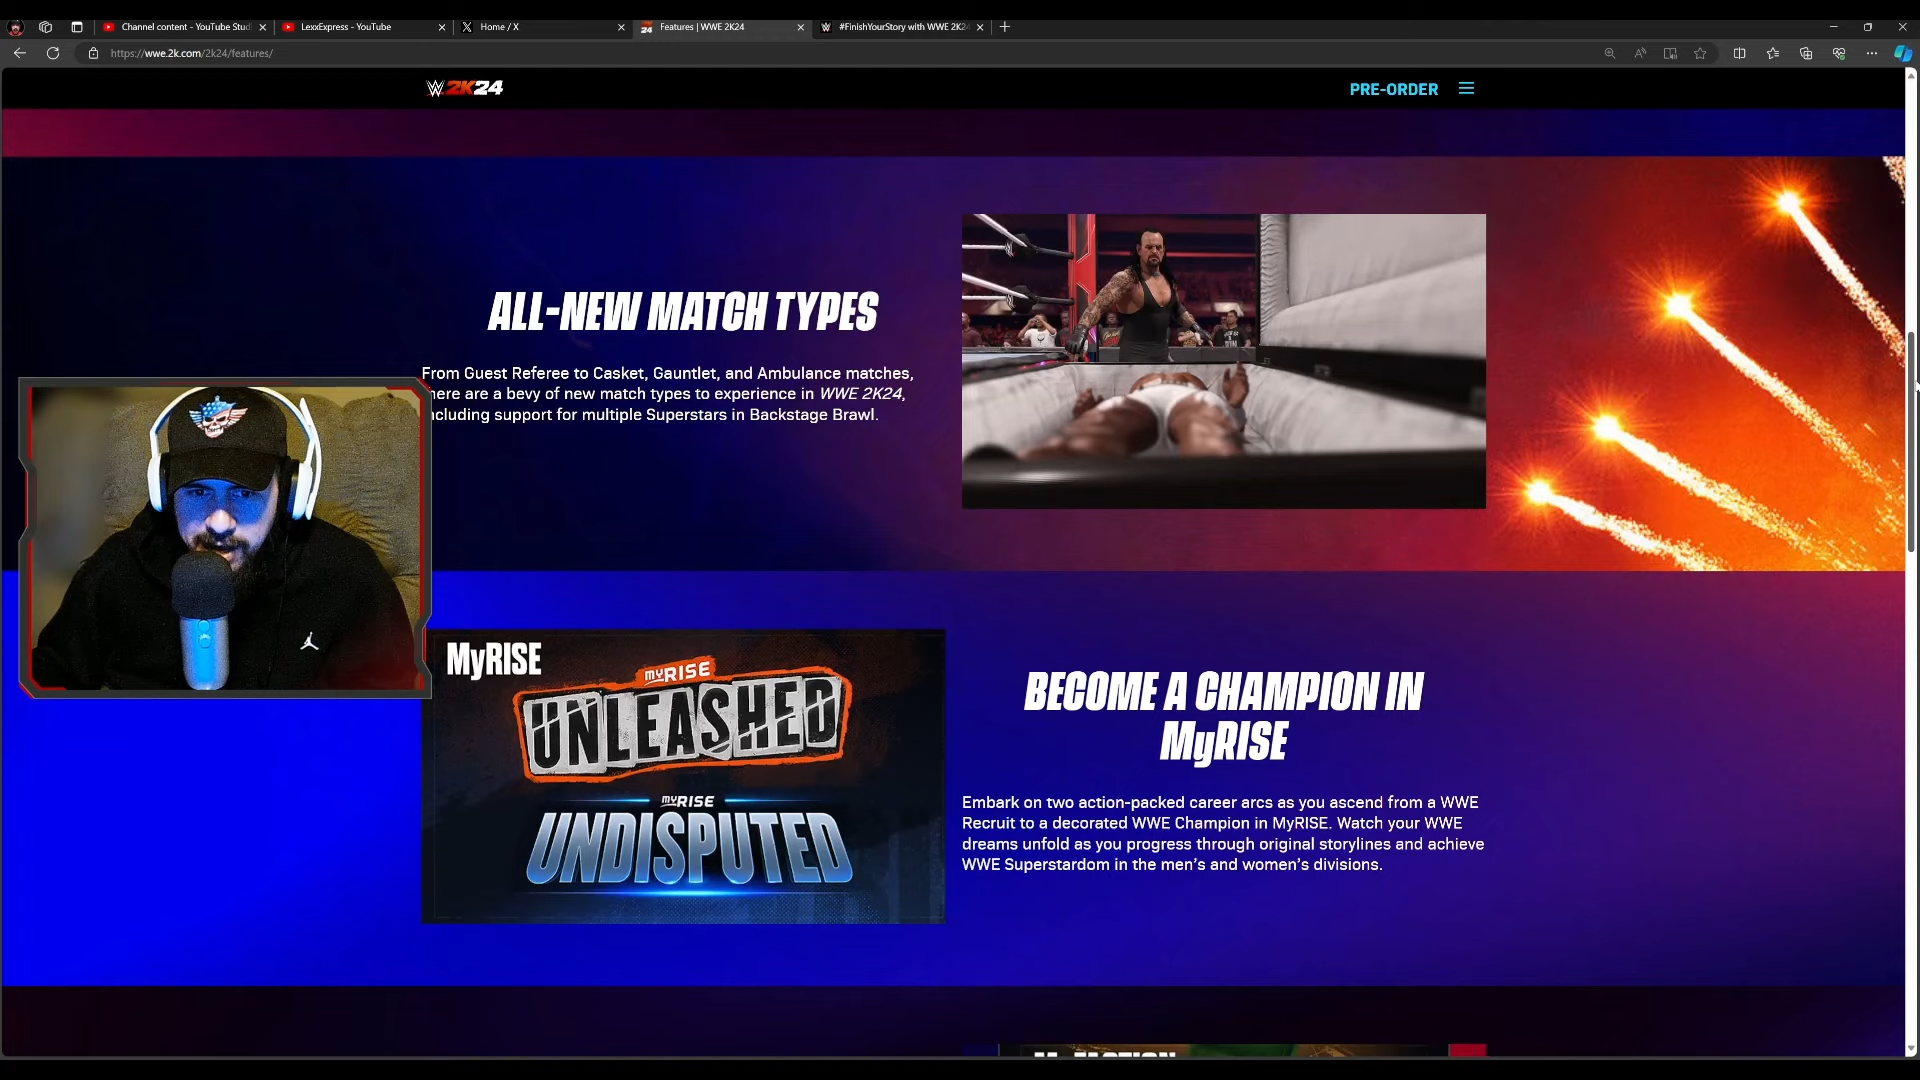 Channel content - YouTube Studi
LexxExpress - YouTube
Home / X
Features | WWE 2K24
#FinishYourStory with WWE 2K24
https://wwe.2k.com/2k24/features/
W 2K24
PRE-ORDER
ALL-NEW MATCH TYPES
From Guest Referee to Casket, Gauntlet, and Ambulance matches,
here are a bevy of new match types to experience in WWE 2K24,
ncluding support for multiple Superstars in Backstage Brawl.
MyRISE
MyRISE
UNLEASHED
MyRISE
UNDISPUTED
BECOME A CHAMPION IN
MyRISE
Embark on two action-packed career arcs as you ascend from a WWE
Recruit to a decorated WWE Champion in MyRISE. Watch your WWE
dreams unfold as you progress through original storylines and achieve
WWE Superstardom in the men's and women's divisions.